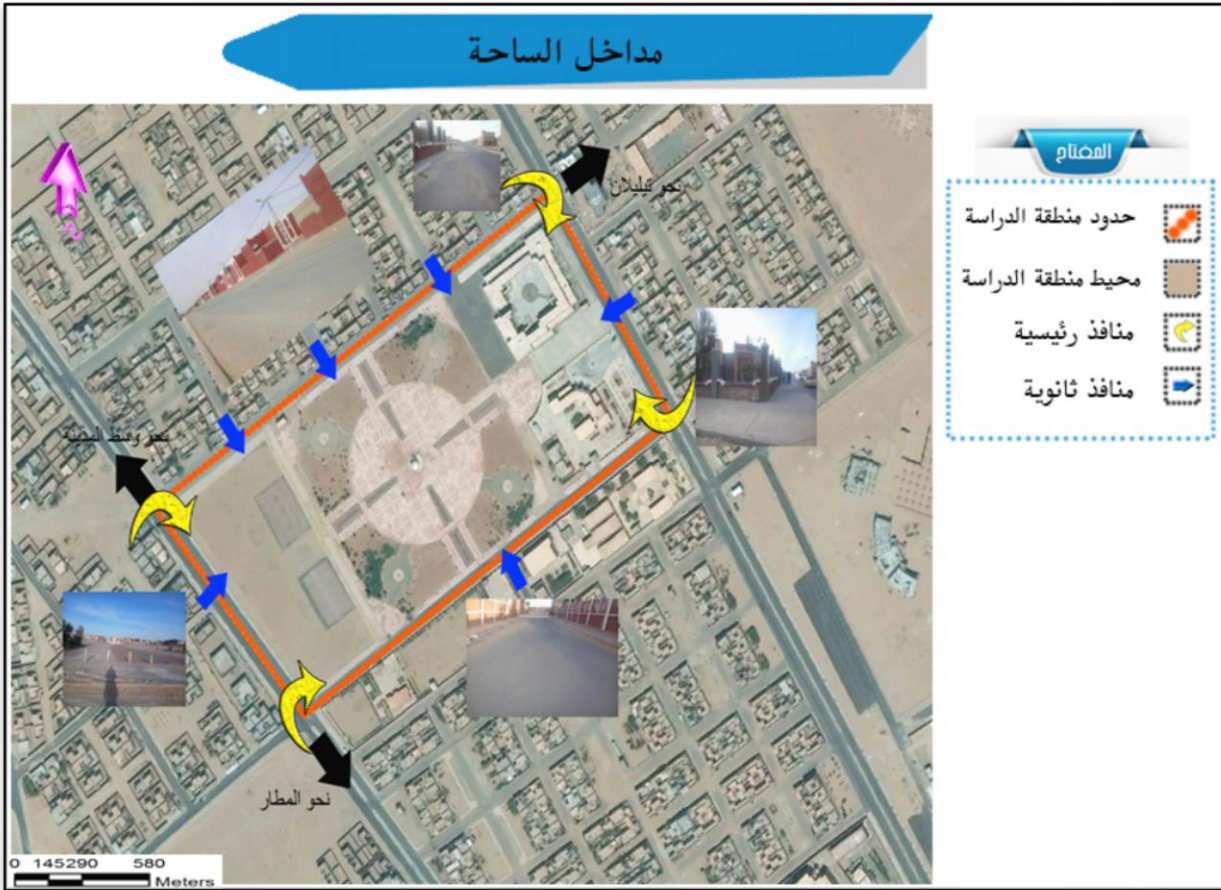 مداخل الساحة
نحو تيليلان
نحو وسط المدينة
نحو المطار
المفتاح
حدود منطقة الدراسة
محيط منطقة الدراسة
منافذ رئيسية
منافذ ثانوية
0 145290 580
Meters